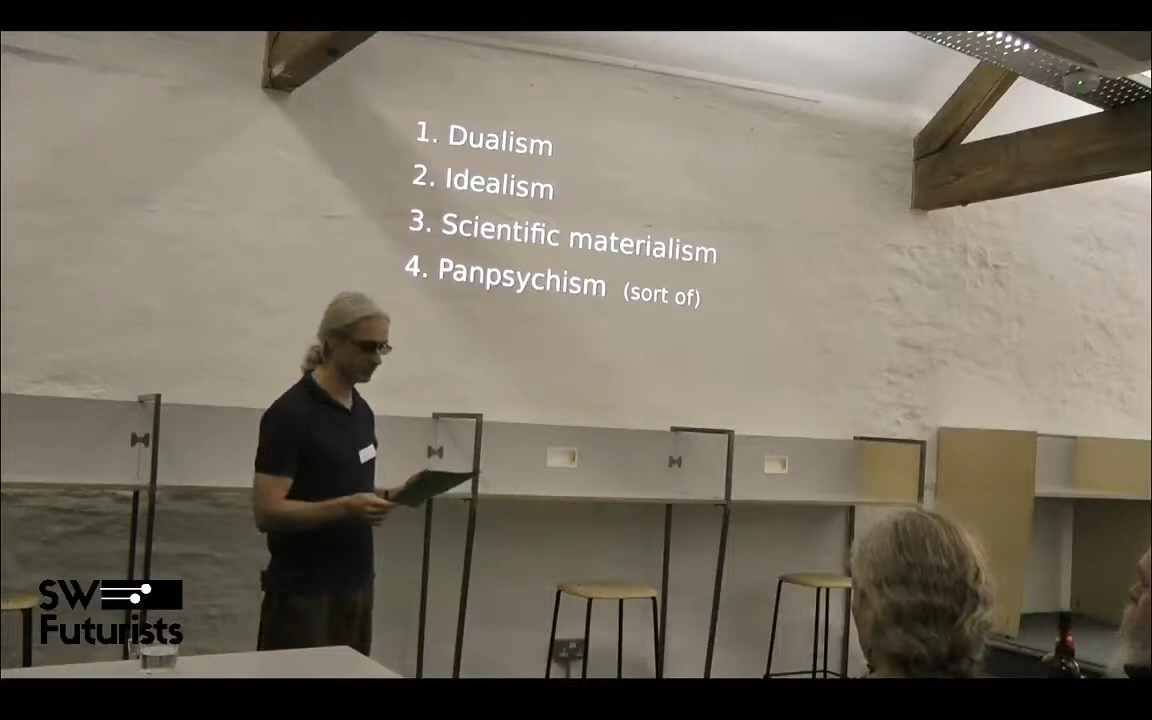 1. Dualism
2. Idealism
3. Scientific materialism
4. Panpsychism (sort of)
SW
Futurists